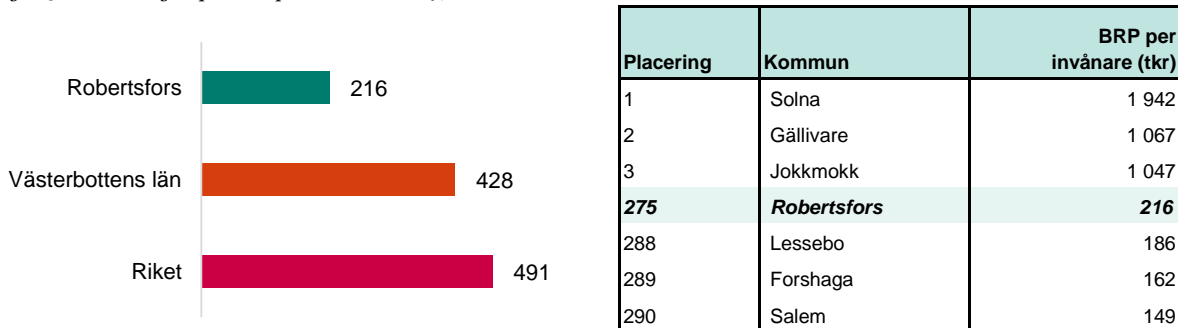 Robertsfors 216
Västerbottens län 428
Riket 491
Placering Kommun BRP per invånare (tkr)
1 Solna 1 942
2 Gällivare 1 067
3 Jokkmokk 1 047
275 Robertsfors 216
288 Lessebo 186
289 Forshaga 162
290 Salem 149